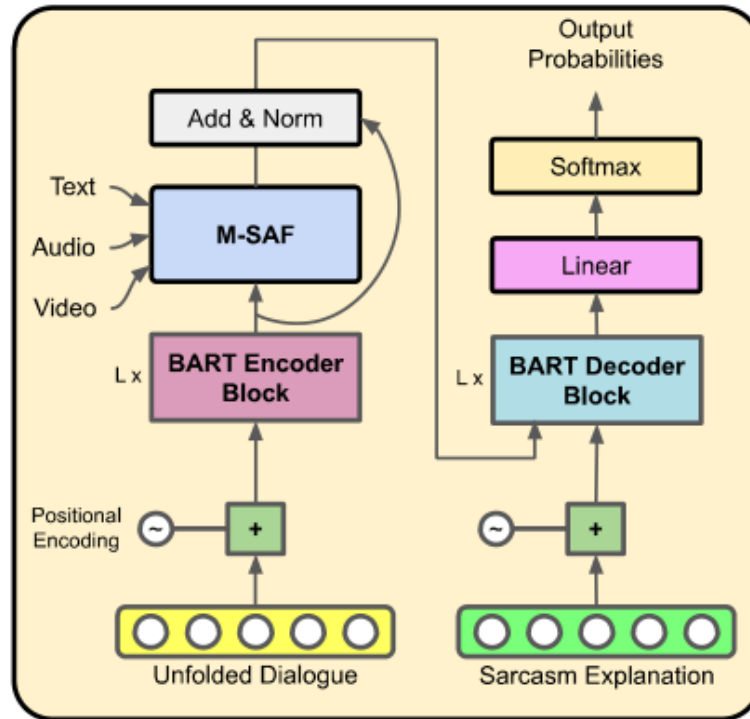 Output
Probabilities
Add & Norm
Softmax
Text
M-SAF
Audio
Linear
Video
BART Encoder
Block
L x
BART Decoder
Block
L x
Positional
Encoding
~
+
~
+
Unfolded Dialogue
Sarcasm Explanation